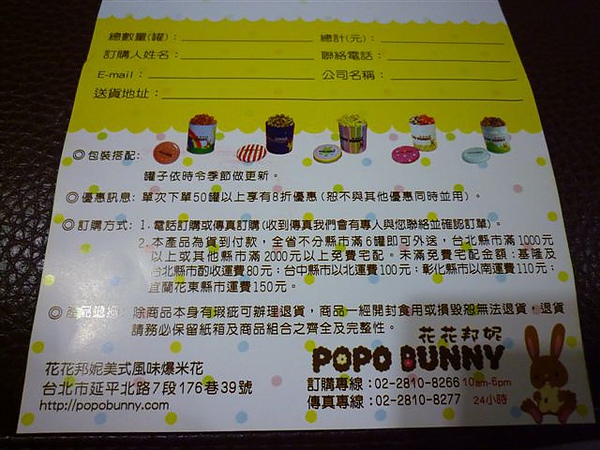 總數量(罐)： 總計(元)：
訂購人姓名： 聯絡電話：
E-mail： 公司名稱：
送貨地址：
◎包裝搭配:
罐子依時令季節做更新。
◎優惠訊息: 單次下單50罐以上享有8折優惠 (恕不與其他優惠同時並用)。
◎訂購方式: 1.電話訂購或傳真訂購(收到傳真我們會有專人與您聯絡並確認訂單)。
2.本產品為貨到付款，全省不分縣市滿6罐即可外送，台北縣市滿1000元
以上或其他縣市滿2000元以上免費宅配。未滿免費宅配金額:基隆及
台北縣市酌收運費80元；台中縣市以北運費100元；彰化縣市以南運費110元；
宜蘭花東縣市運費150元。
◎產品退換: 除商品本身有瑕疵可辦理退貨，商品一經開封食用或損毀恕無法退貨，退貨
請務必保留紙箱及商品組合之齊全及完整性。
花花邦妮
POPO BUNNY
花花邦妮美式風味爆米花
台北市延平北路7段176巷39號
http://popobunny.com
訂購專線:02-2810-8266 10am-6pm
傳真專線:02-2810-8277 24小時